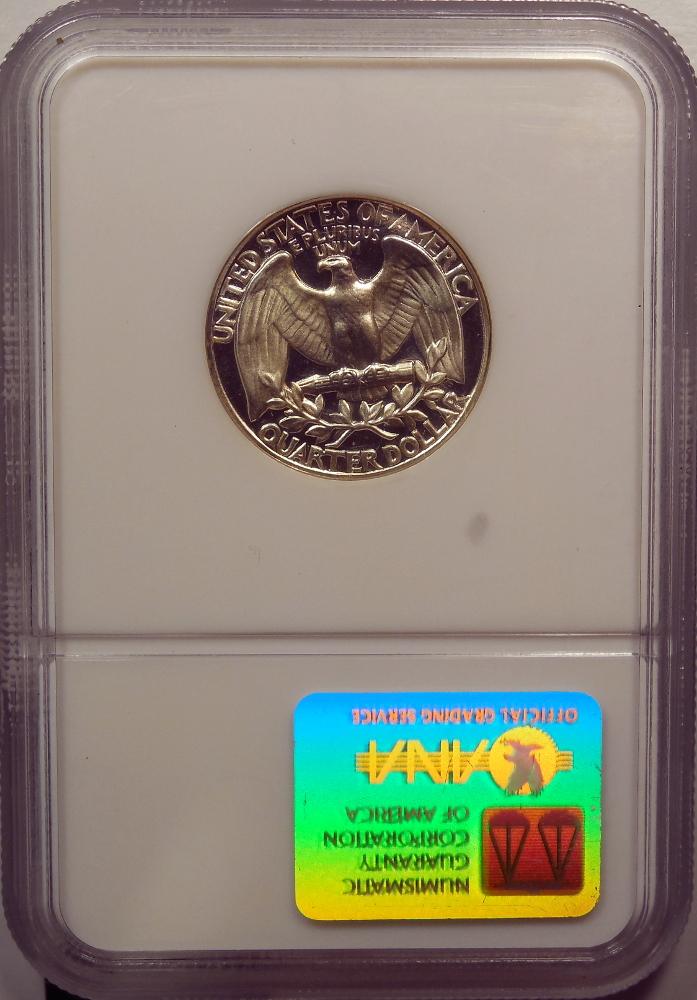 UNITED STATES OF AMERICA
E PLURIBUS
UNUM
QUARTER DOLLAR
NUMISMATIC
GUARANTY
CORPORATION
OF AMERICA
ANA
OFFICIAL GRADING SERVICE